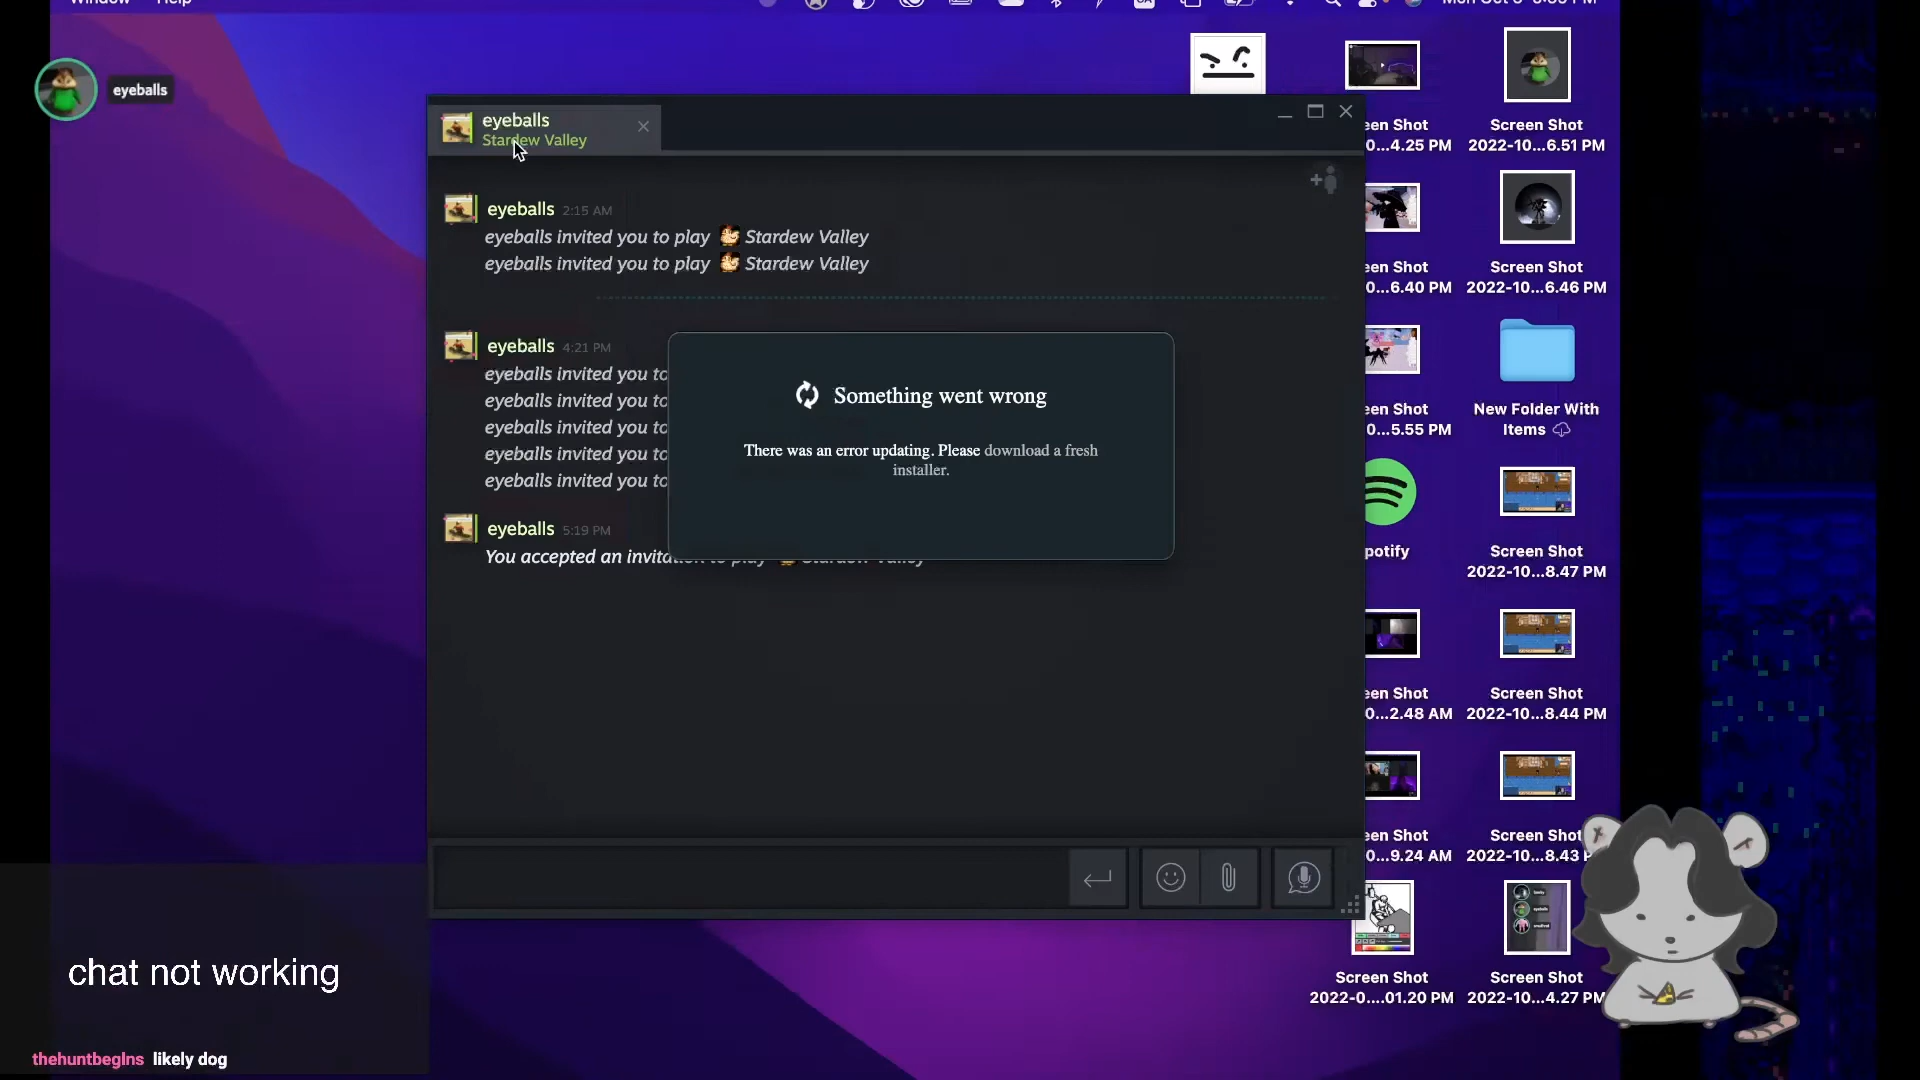 Window Help
eyeballs
eyeballs
Stardew Valley
eyeballs 2:15 AM
eyeballs invited you to play Stardew Valley
eyeballs invited you to play Stardew Valley
eyeballs 4:21 PM
eyeballs invited you to
eyeballs invited you to
eyeballs invited you to
eyeballs invited you to
eyeballs invited you to
eyeballs 5:19 PM
You accepted an invitation to play Stardew Valley
Something went wrong
There was an error updating. Please download a fresh
installer.
een Shot
0...4.25 PM
Screen Shot
2022-10...6.51 PM
een Shot
0...6.40 PM
Screen Shot
2022-10...6.46 PM
een Shot
0...5.55 PM
New Folder With
Items
potify
Screen Shot
2022-10...8.47 PM
een Shot
0...2.48 AM
Screen Shot
2022-10...8.44 PM
een Shot
0...9.24 AM
Screen Shot
2022-10...8.43 P
Screen Shot
2022-0....01.20 PM
Screen Shot
2022-10...4.27 PM
chat not working
thehuntbegIns likely dog